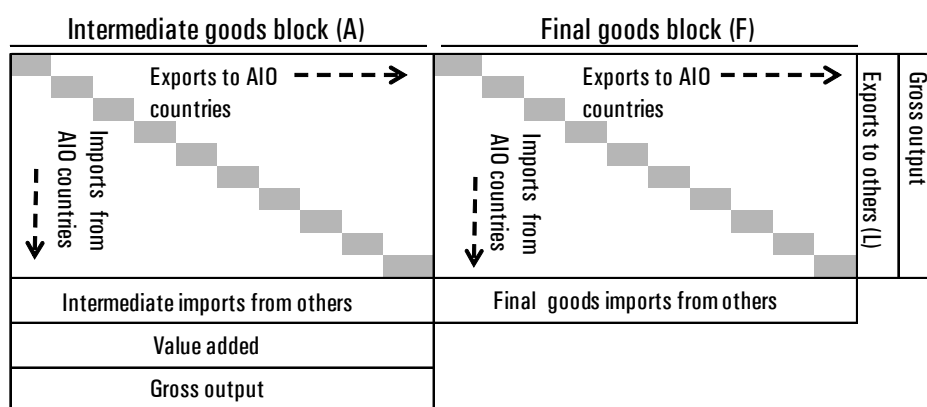 Intermediate goods block (A)
Final goods block (F)
Exports to AIO
countries
Imports from
AIO countries
Exports to AIO
countries
Imports from
AIO countries
Exports to others (L)
Gross output
Intermediate imports from others
Final goods imports from others
Value added
Gross output